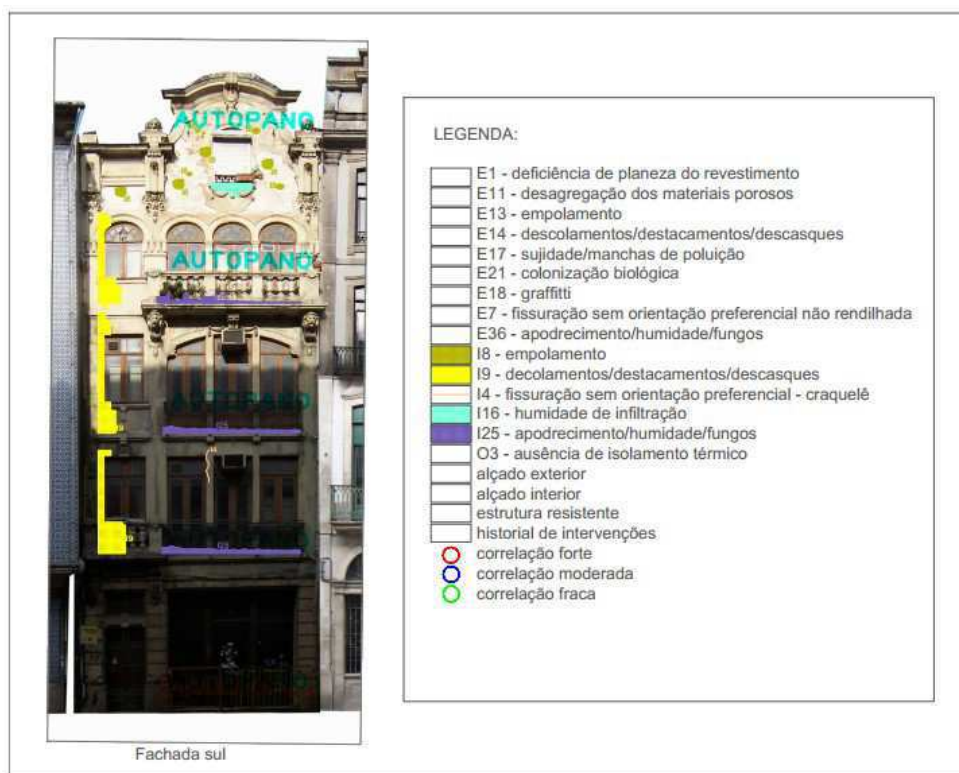 AUTOPANO
AUTOPANO
AUTOPANO
AUTOPANO
Fachada sul
LEGENDA:
E1 - deficiência de planeza do revestimento
E11 - desagregação dos materiais porosos
E13 - empolamento
E14 - descolamentos/destacamentos/descasques
E17 - sujidade/manchas de poluição
E21 - colonização biológica
E18 - graffitti
E7 - fissuração sem orientação preferencial não rendilhada
E36 - apodrecimento/humidade/fungos
I8 - empolamento
I9 - decolamentos/destacamentos/descasques
I4 - fissuração sem orientação preferencial - craquelê
I16 - humidade de infiltração
I25 - apodrecimento/humidade/fungos
O3 - ausência de isolamento térmico
alçado exterior
alçado interior
estrutura resistente
historial de intervenções
correlação forte
correlação moderada
correlação fraca